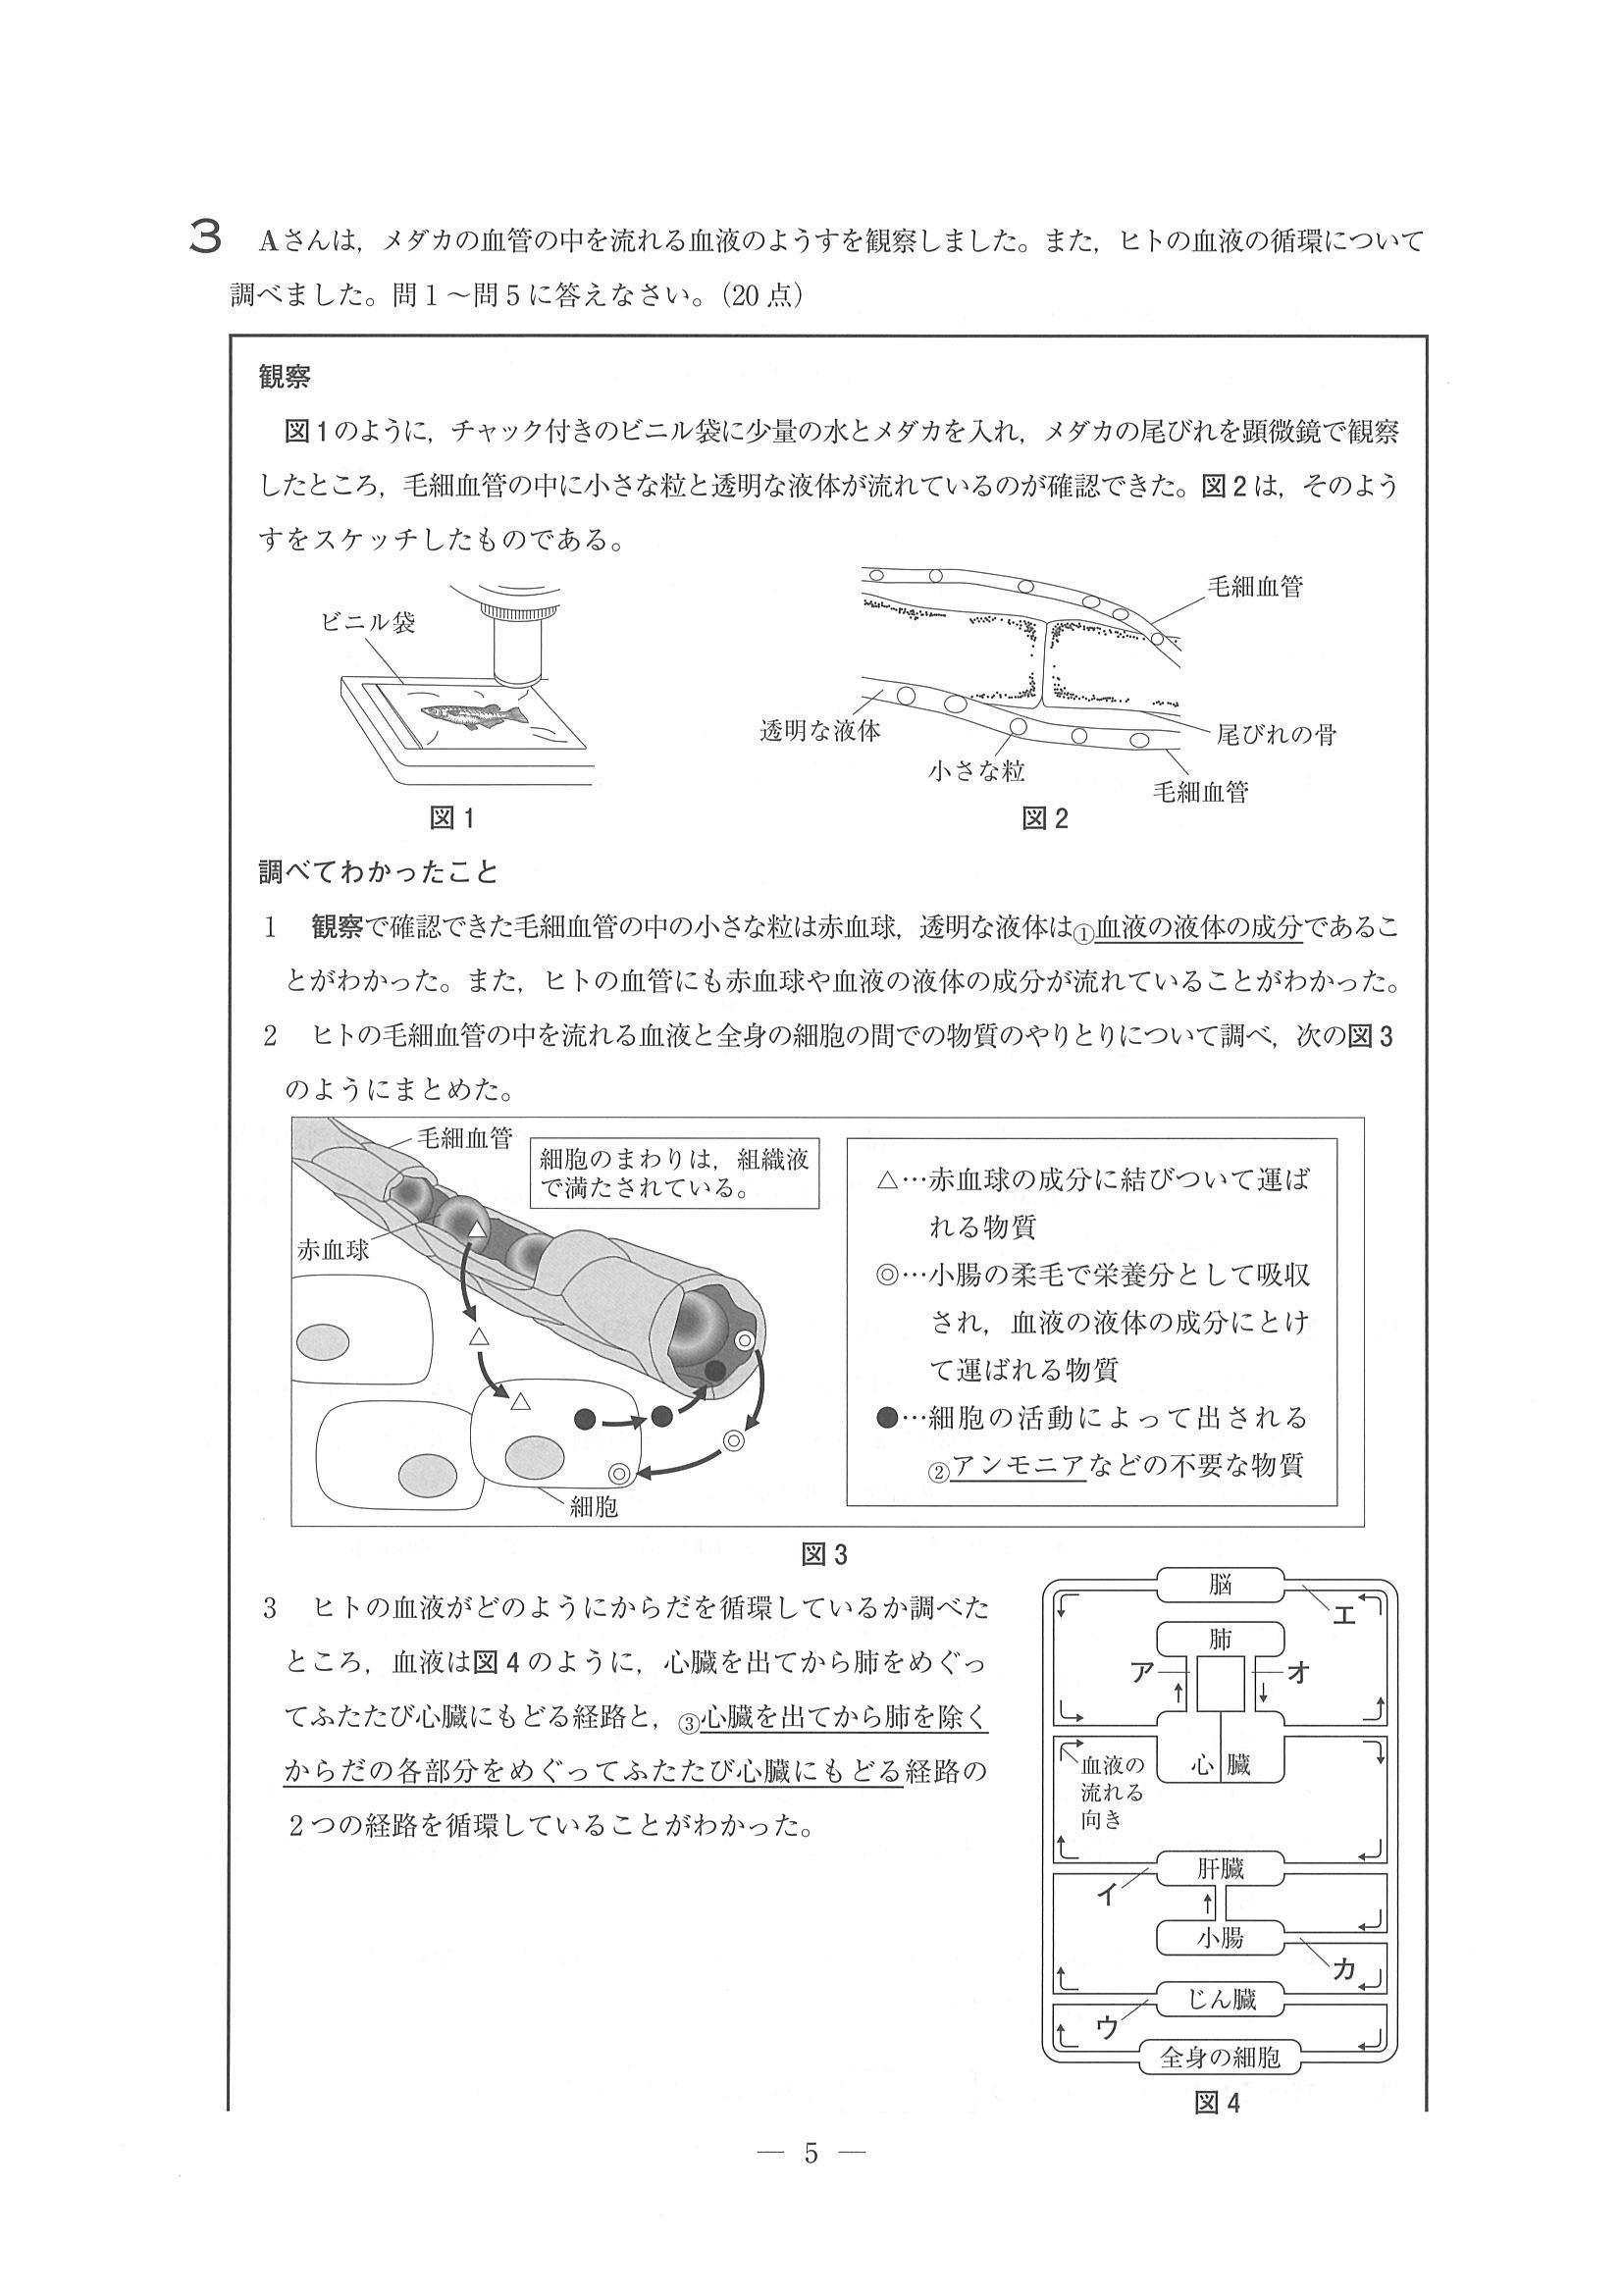 3 Aさんは，メダカの血管の中を流れる血液のようすを観察しました。また，ヒトの血液の循環について
調べました。問1～問5に答えなさい。（20点）
観察
図1のように，チャック付きのビニル袋に少量の水とメダカを入れ，メダカの尾びれを顕微鏡で観察
したところ，毛細血管の中に小さな粒と透明な液体が流れているのが確認できた。図2は，そのよう
すをスケッチしたものである。
ビニル袋
図1
毛細血管
透明な液体
小さな粒
尾びれの骨
毛細血管
図2
調べてわかったこと
1 観察で確認できた毛細血管の中の小さな粒は赤血球，透明な液体は①血液の液体の成分であるこ
とがわかった。また，ヒトの血管にも赤血球や血液の液体の成分が流れていることがわかった。
2 ヒトの毛細血管の中を流れる血液と全身の細胞の間での物質のやりとりについて調べ，次の図3
のようにまとめた。
毛細血管
細胞のまわりは，組織液
で満たされている。
赤血球
細胞
△…赤血球の成分に結びついて運ば
れる物質
◎…小腸の柔毛で栄養分として吸収
され，血液の液体の成分にとけ
て運ばれる物質
●…細胞の活動によって出される
②アンモニアなどの不要な物質
図3
3 ヒトの血液がどのようにからだを循環しているか調べた
ところ，血液は図4のように，心臓を出てから肺をめぐっ
てふたたび心臓にもどる経路と，③心臓を出てから肺を除く
からだの各部分をめぐってふたたび心臓にもどる経路の
2つの経路を循環していることがわかった。
脳
エ
肺
ア
オ
心臓
血液の
流れる
向き
肝臓
イ
小腸
カ
じん臓
ウ
全身の細胞
図4
— 5 —